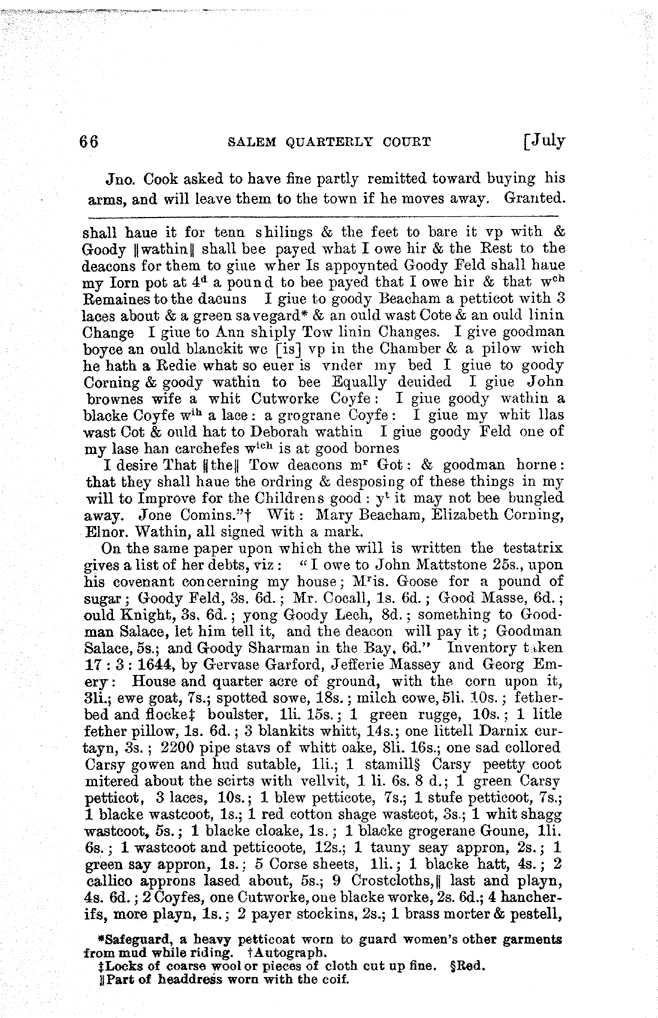 66 SALEM QUARTERLY COURT [July
Jno. Cook asked to have fine partly remitted toward buying his
arms, and will leave them to the town if he moves away. Granted.
shall haue it for tenn shilings & the feet to bare it vp with &
Goody ‖wathin‖ shall bee payed what I owe hir & the Rest to the
deacons for them to giue wher Is appoynted Goody Feld shall haue
my Iorn pot at 4ᵈ a pound to bee payed that I owe hir & that wᶜʰ
Remaines to the dacuns I giue to goody Beacham a petticot with 3
laces about & a green savegard* & an ould wast Cote & an ould linin
Change I giue to Ann shiply Tow linin Changes. I give goodman
boyce an ould blanckit wc [is] vp in the Chamber & a pilow wich
he hath a Redie what so euer is vnder my bed I giue to goody
Corning & goody wathin to bee Equally deuided I giue John
brownes wife a whit Cutworke Coyfe: I giue goody wathin a
blacke Coyfe wᵗʰ a lace: a grograne Coyfe: I giue my whit llas
wast Cot & ould hat to Deborah wathin I giue goody Feld one of
my lase han carchefes wⁱᶜʰ is at good bornes
I desire That ‖the‖ Tow deacons mʳ Got: & goodman horne:
that they shall haue the ordring & desposing of these things in my
will to Improve for the Childrens good: yᵗ it may not bee bungled
away. Jone Comins."† Wit: Mary Beacham, Elizabeth Corning,
Elnor. Wathin, all signed with a mark.
On the same paper upon which the will is written the testatrix
gives a list of her debts, viz: "I owe to John Mattstone 25s., upon
his covenant concerning my house; Mʳis. Goose for a pound of
sugar; Goody Feld, 3s. 6d.; Mr. Cocall, 1s. 6d.; Good Masse, 6d.;
ould Knight, 3s. 6d.; yong Goody Lech, 8d.; something to Good-
man Salace, let him tell it, and the deacon will pay it; Goodman
Salace, 5s.; and Goody Sharman in the Bay, 6d." Inventory taken
17:3:1644, by Gervase Garford, Jefferie Massey and Georg Em-
ery: House and quarter acre of ground, with the corn upon it,
3li.; ewe goat, 7s.; spotted sowe, 18s.; milch cowe, 5li. 10s.; fether-
bed and flocke‡ boulster, 1li. 15s.; 1 green rugge, 10s.; 1 litle
fether pillow, 1s. 6d.; 3 blankits whitt, 14s.; one littell Darnix cur-
tayn, 3s.; 2200 pipe stavs of whitt oake, 8li. 16s.; one sad collored
Carsy gowen and hud sutable, 1li.; 1 stamill§ Carsy peetty coot
mitered about the scirts with vellvit, 1 li. 6s. 8 d.; 1 green Carsy
petticot, 3 laces, 10s.; 1 blew petticote, 7s.; 1 stufe petticoot, 7s.;
1 blacke wastcoot, 1s.; 1 red cotton shage wastcot, 3s.; 1 whit shagg
wastcoot, 5s.; 1 blacke cloake, 1s.; 1 blacke grogerane Goune, 1li.
6s.; 1 wastcoot and petticoote, 12s.; 1 tauny seay appron, 2s.; 1
green say appron, 1s.; 5 Corse sheets, 1li.; 1 blacke hatt, 4s.; 2
callico approns lased about, 5s.; 9 Crostcloths,‖ last and playn,
4s. 6d.; 2 Coyfes, one Cutworke, one blacke worke, 2s. 6d.; 4 hancher-
ifs, more playn, 1s.; 2 payer stockins, 2s.; 1 brass morter & pestell,
*Safeguard, a heavy petticoat worn to guard women's other garments
from mud while riding. †Autograph.
‡Locks of coarse wool or pieces of cloth cut up fine. §Red.
‖Part of headdress worn with the coif.